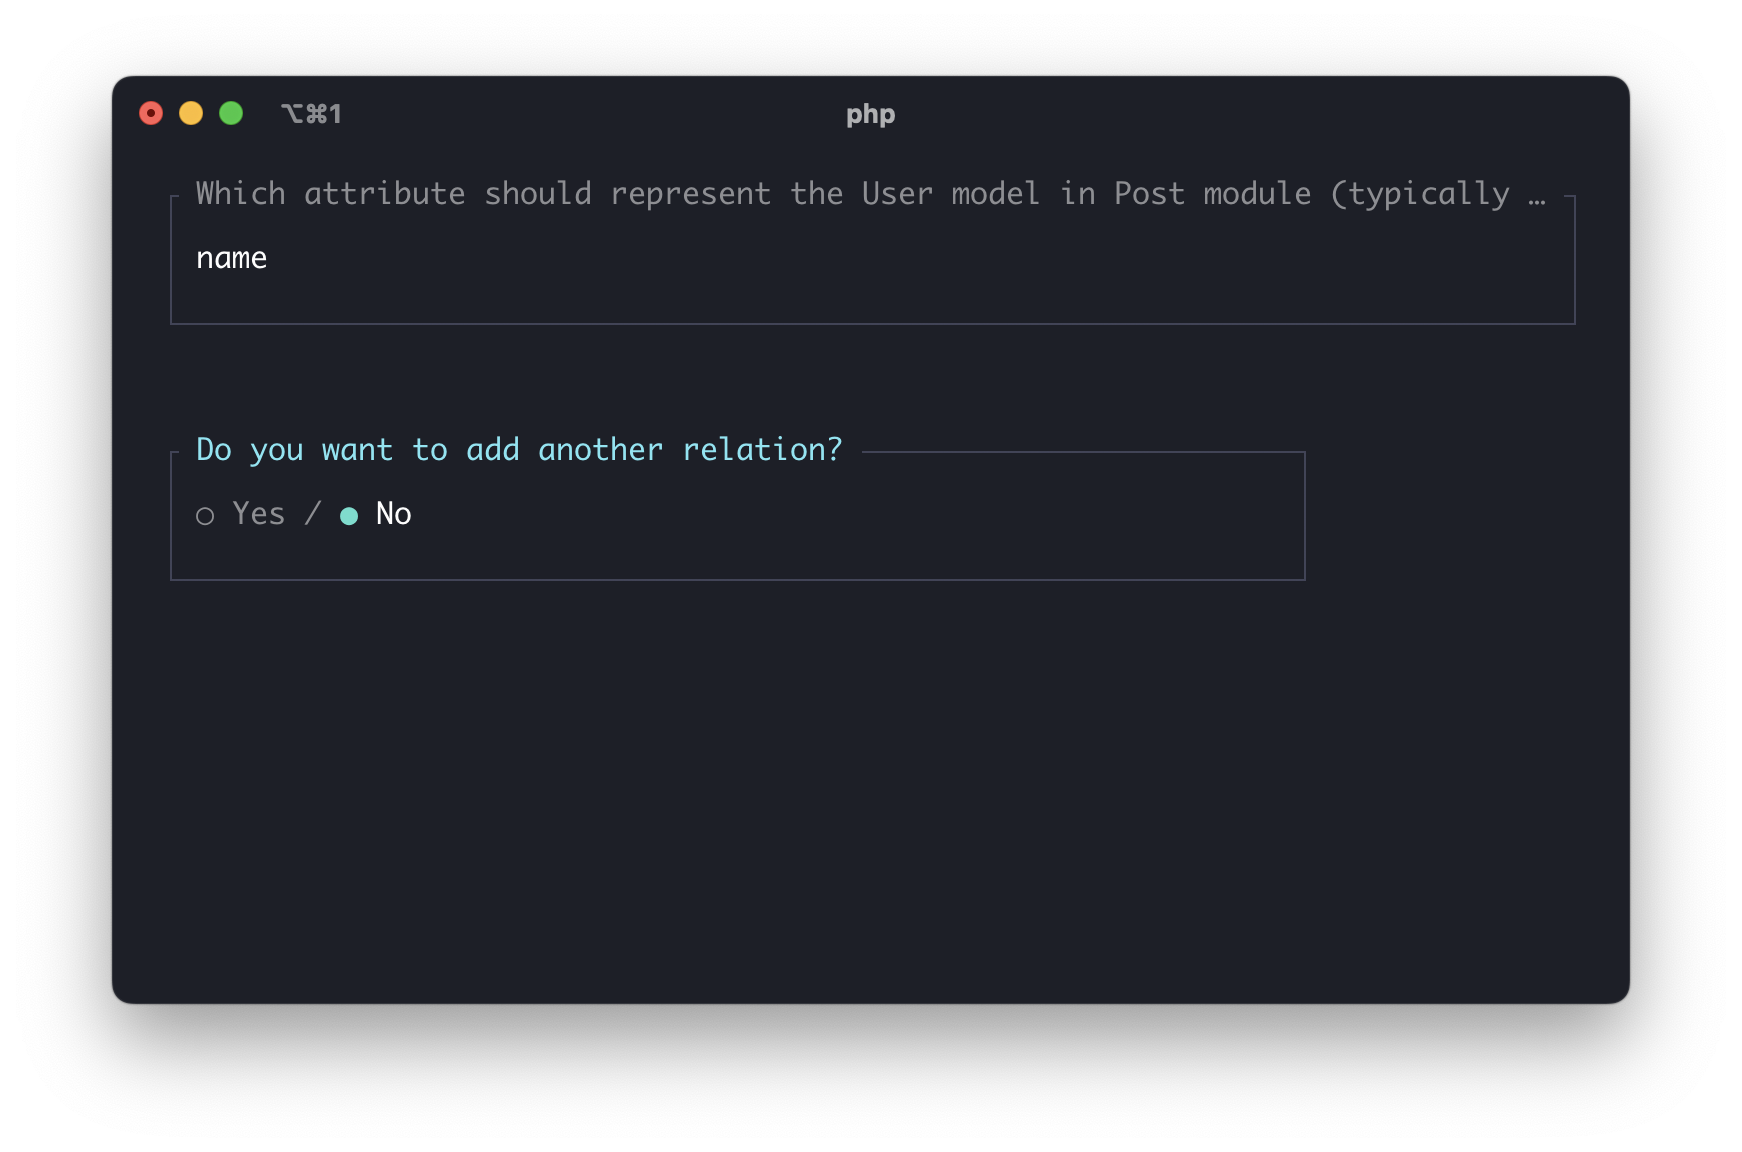 ⌥⌘1 php
Which attribute should represent the User model in Post module (typically …
name
Do you want to add another relation?
○ Yes / ● No